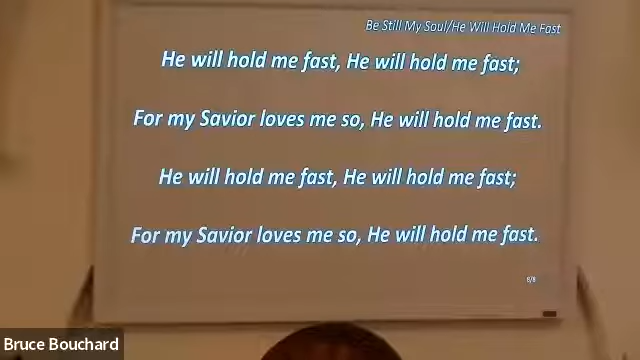 Be Still My Soul/He Will Hold Me Fast
He will hold me fast, He will hold me fast;
For my Savior loves me so, He will hold me fast.
He will hold me fast, He will hold me fast;
For my Savior loves me so, He will hold me fast.
8/8
Bruce Bouchard